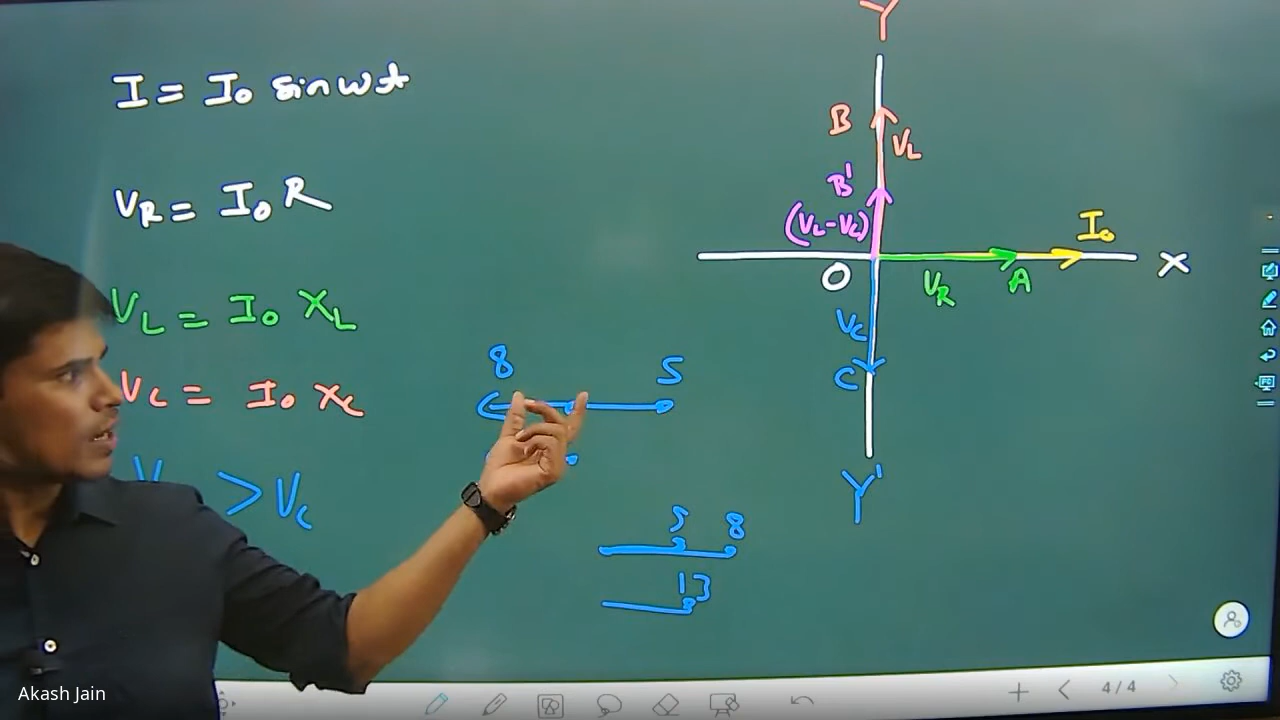 I = I₀ sin ωt
V_R = I₀ R
V_L = I₀ X_L
V_C = I₀ X_C
V > V_C
8 5
5 8
13
Y
B
V_L
B'
(V_L-V_C)
I₀
O
V_R
A
X
V_C
C
Y'
Akash Jain
4/4